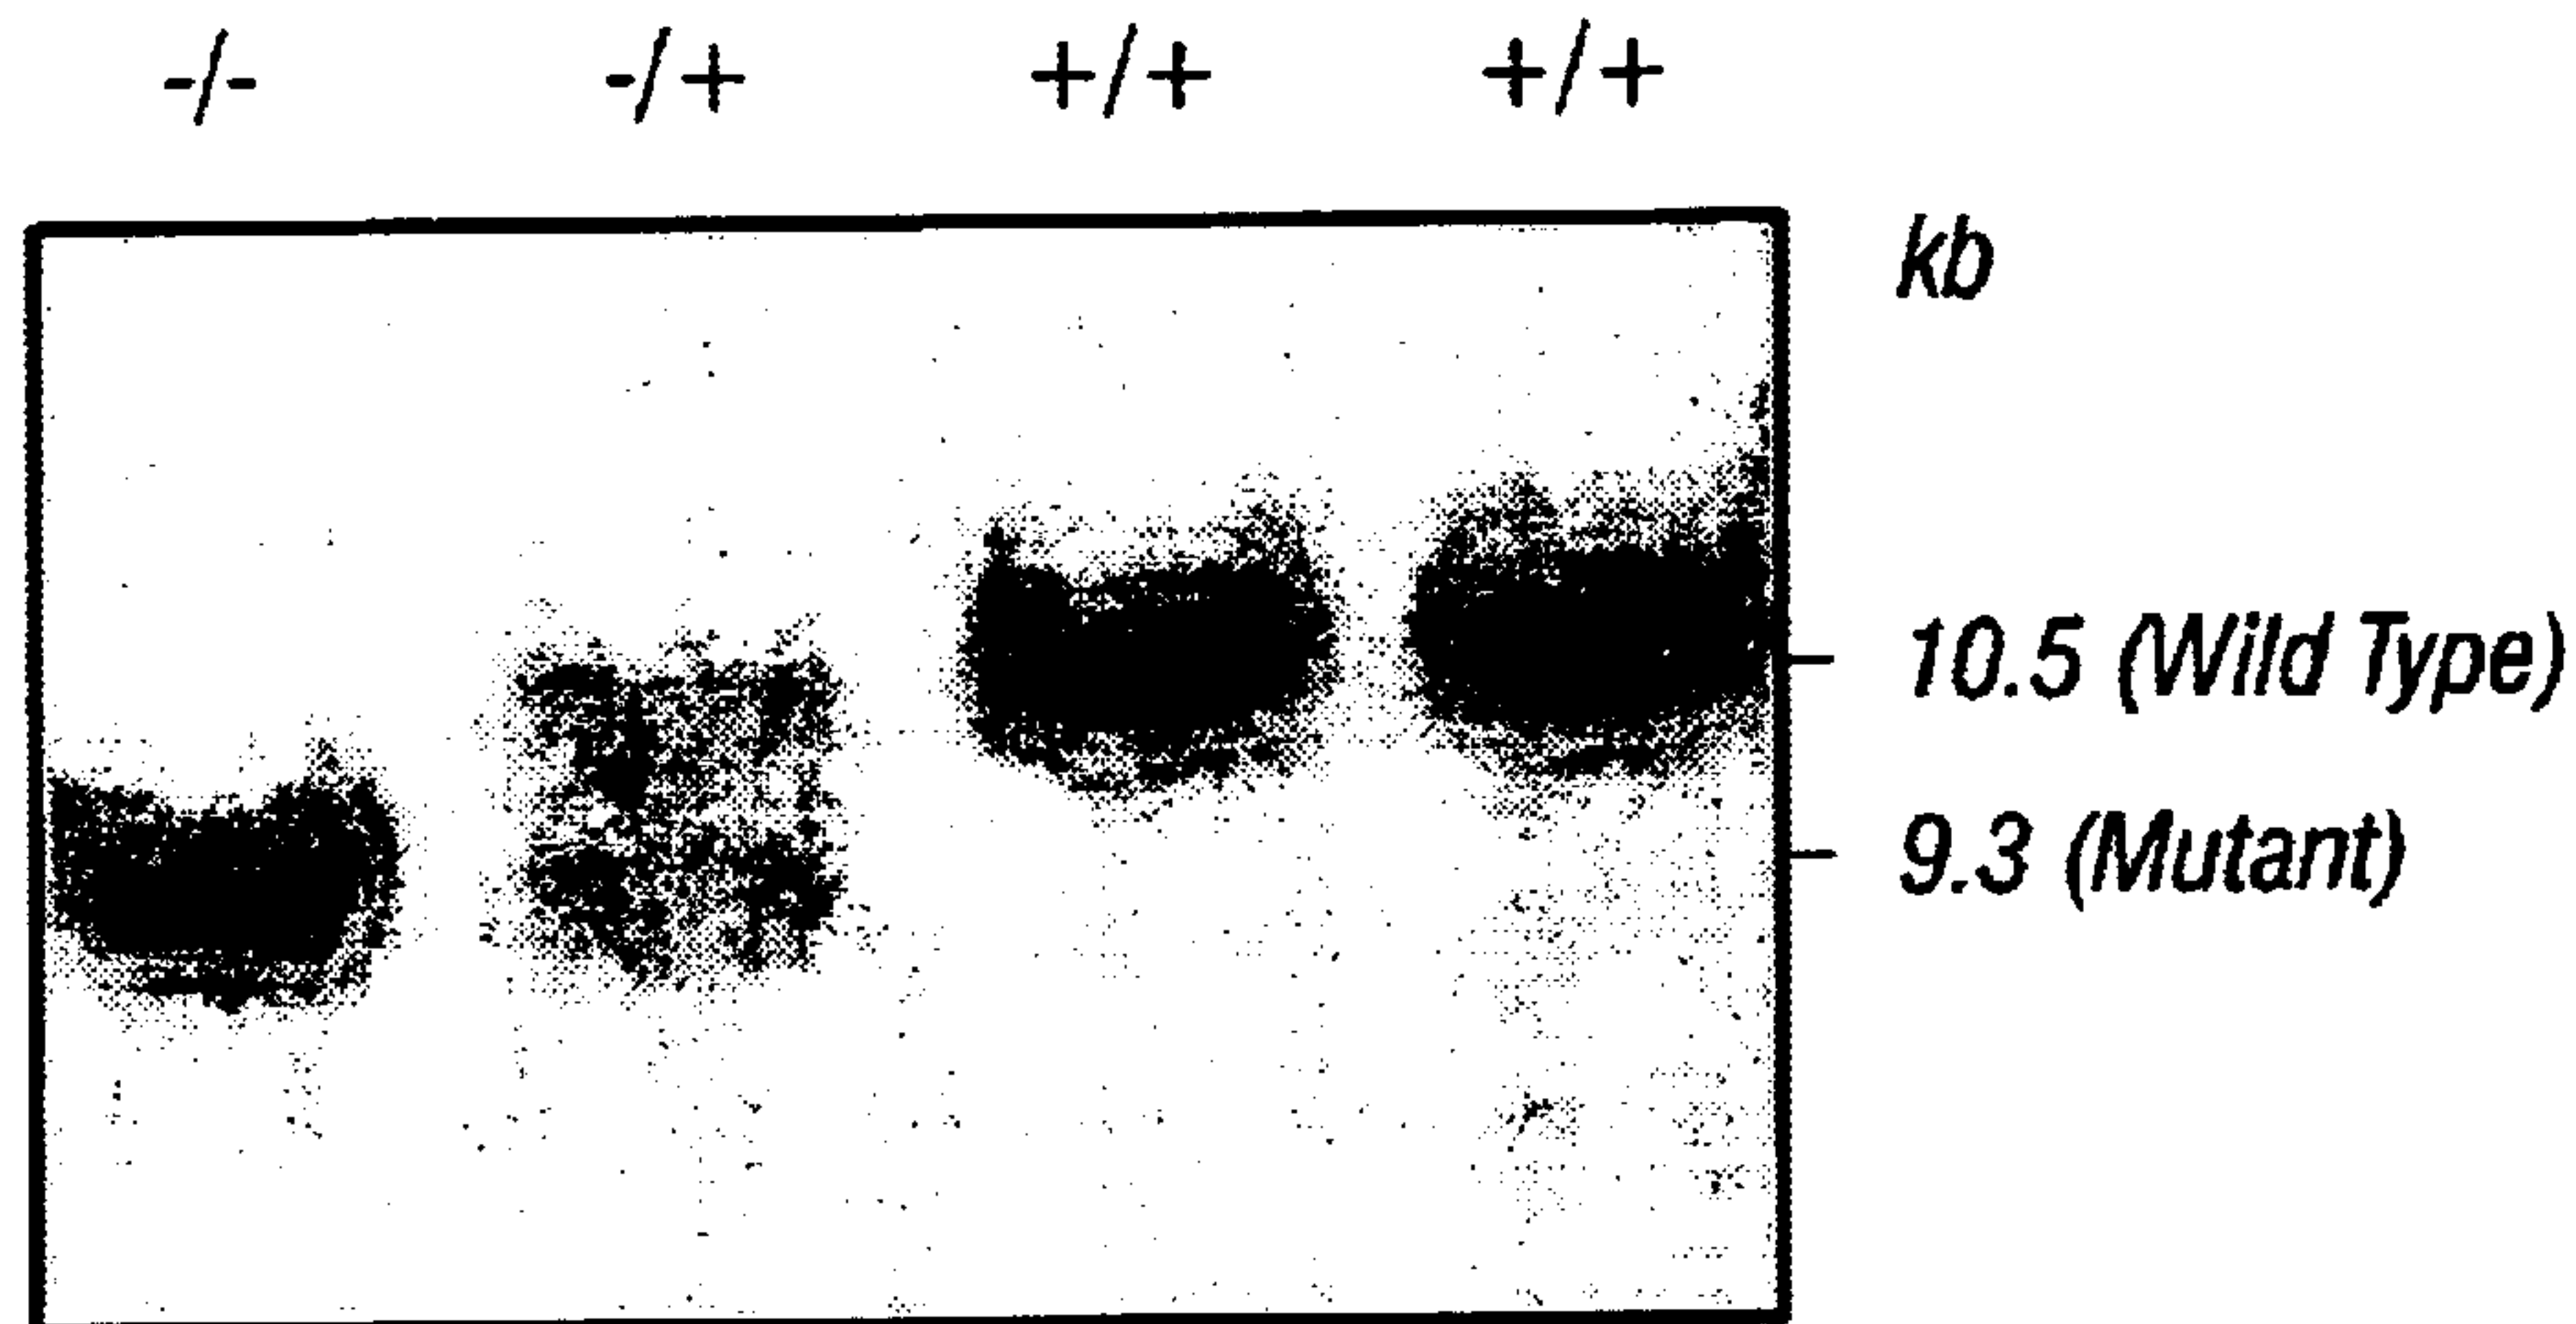 -/- -/+ +/+ +/+
kb
10.5 (Wild Type)
9.3 (Mutant)